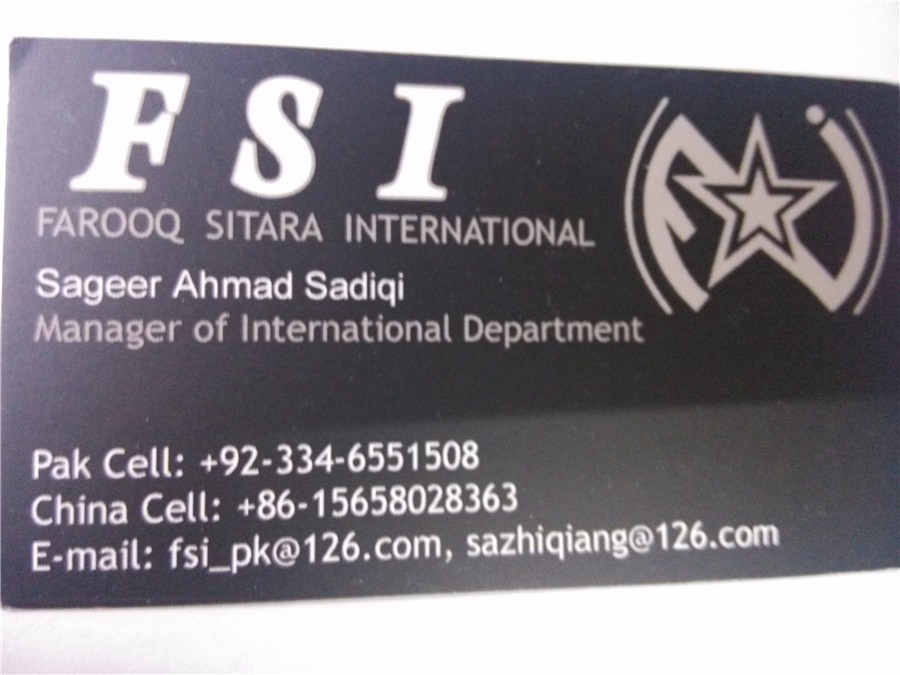 F S I
FAROOQ SITARA INTERNATIONAL
Sageer Ahmad Sadiqi
Manager of International Department
Pak Cell: +92-334-6551508
China Cell: +86-15658028363
E-mail: fsi_pk@126.com, sazhiqiang@126.com